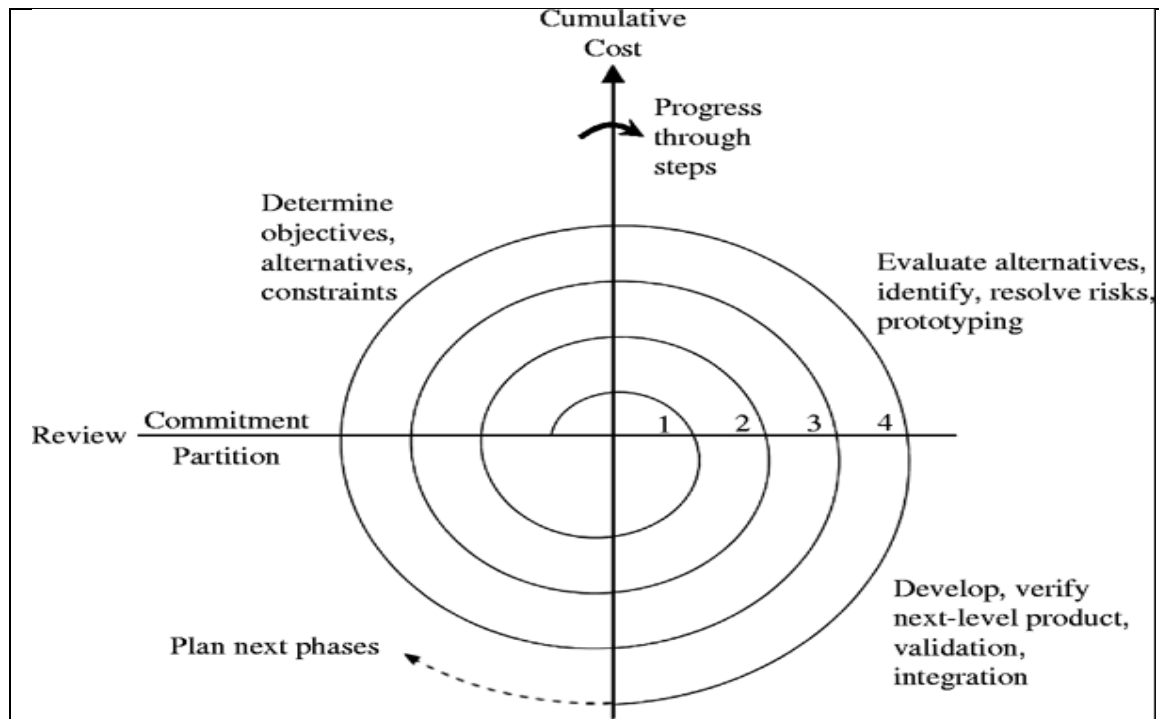 Cumulative
Cost
Progress
through
steps
Determine
objectives,
alternatives,
constraints
Evaluate alternatives,
identify, resolve risks,
prototyping
Review
Commitment
Partition
1
2
3
4
Develop, verify
next-level product,
validation,
integration
Plan next phases